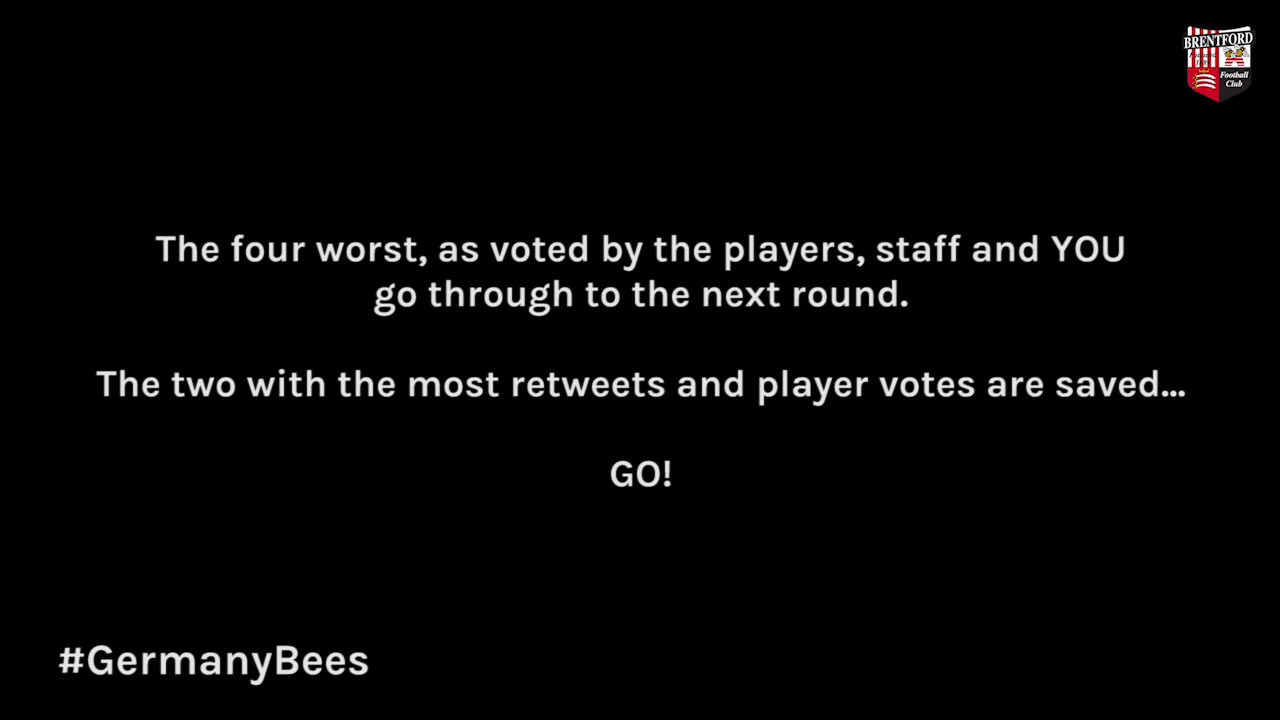 BRENTFORD
Football
Club
The four worst, as voted by the players, staff and YOU
go through to the next round.
The two with the most retweets and player votes are saved...
GO!
#GermanyBees